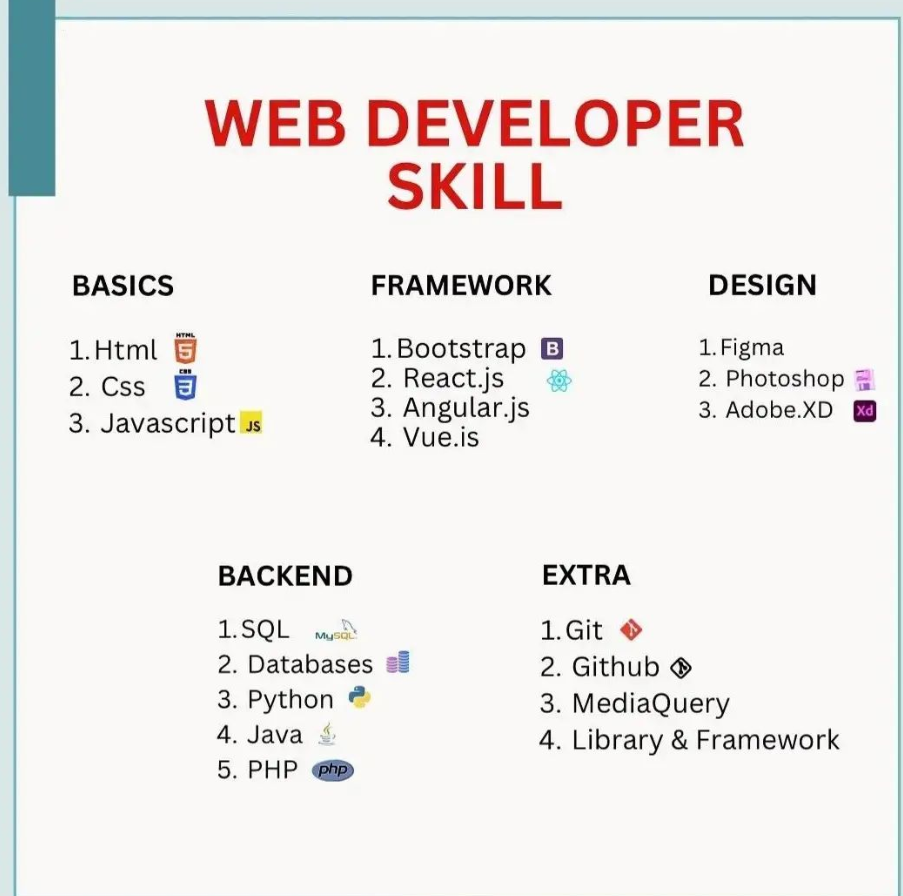 WEB DEVELOPER
SKILL
BASICS
1. Html HTML 5
2. Css CSS 3
3. Javascript JS
FRAMEWORK
1. Bootstrap B
2. React.js
3. Angular.js
4. Vue.is
DESIGN
1. Figma
2. Photoshop
3. Adobe.XD Xd
BACKEND
1. SQL MySQL
2. Databases
3. Python
4. Java
5. PHP php
EXTRA
1. Git
2. Github
3. MediaQuery
4. Library & Framework